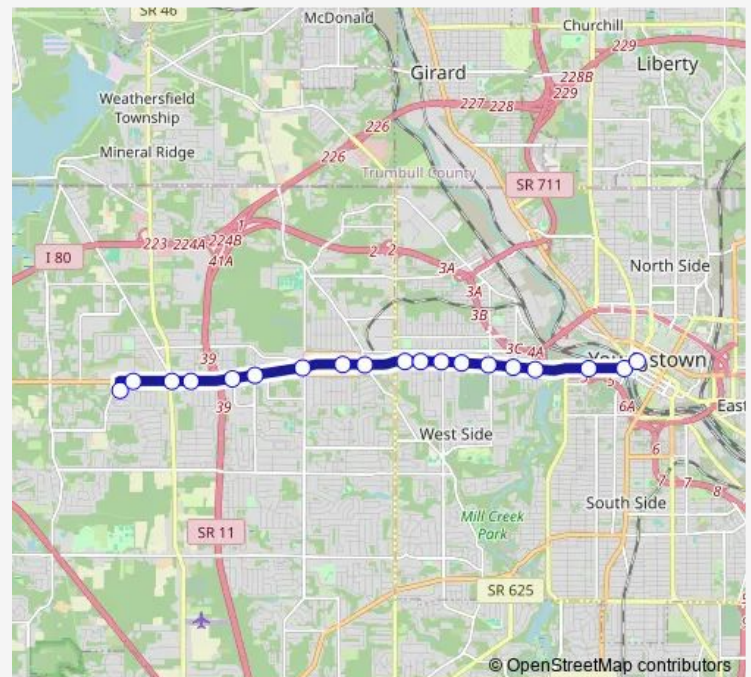 SR 46
McDonald
Churchill
229
Liberty
Girard
228B
229
Weathersfield
Township
227 228
226
Mineral Ridge
226
Trumbull County
SR 711
1
223 224A 224B
41A
I 80
2 2
3A
North Side
3A
3B
39
3C 4A
Youngstown
5
39
6A
East
West Side
6
7 7 8
South Side
Mill Creek
Park
SR 11
SR 625
© OpenStreetMap contributors